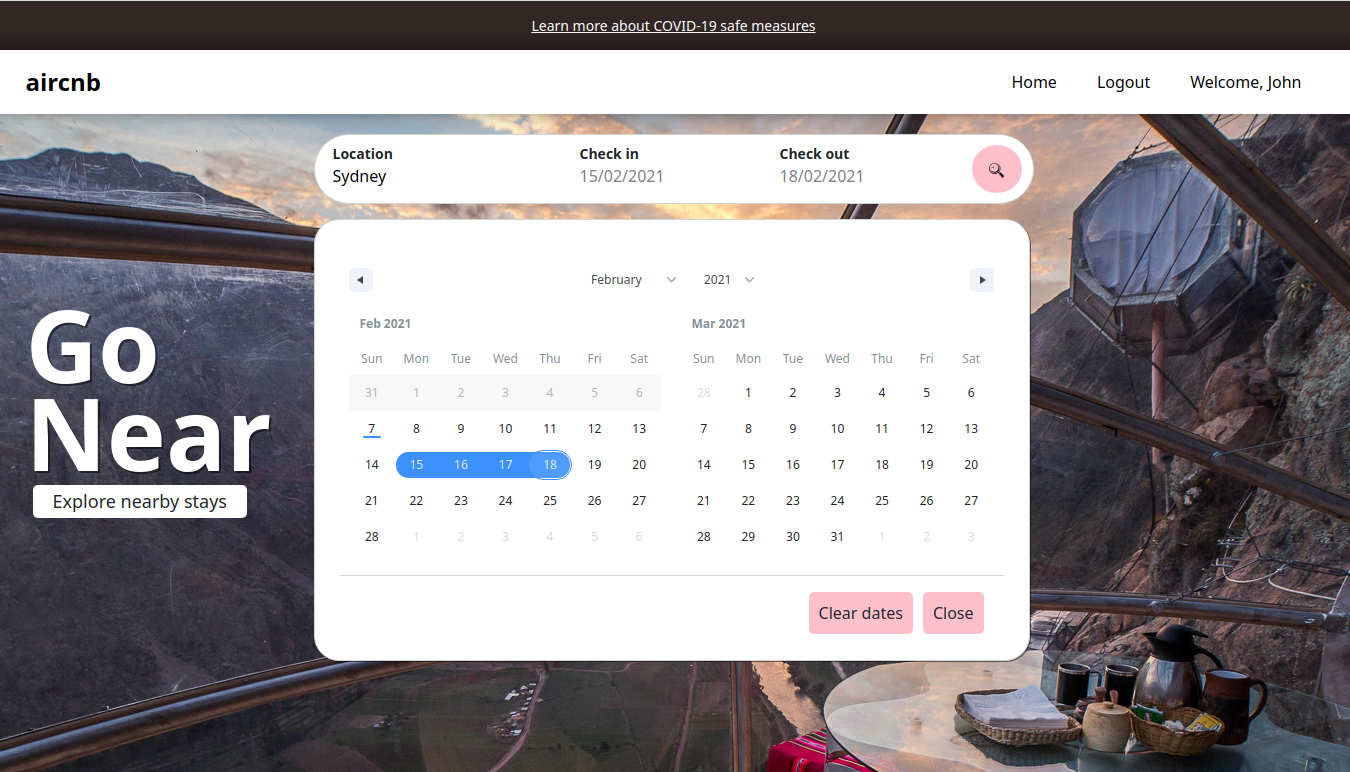 Learn more about COVID-19 safe measures
aircnb
Home Logout Welcome, John
Location Check in Check out
Sydney 15/02/2021 18/02/2021
February 2021
Feb 2021 Mar 2021
Sun Mon Tue Wed Thu Fri Sat Sun Mon Tue Wed Thu Fri Sat
31 1 2 3 4 5 6 28 1 2 3 4 5 6
7 8 9 10 11 12 13 7 8 9 10 11 12 13
14 15 16 17 18 19 20 14 15 16 17 18 19 20
21 22 23 24 25 26 27 21 22 23 24 25 26 27
28 1 2 3 4 5 6 28 29 30 31 1 2 3
Go
Near
Explore nearby stays
Clear dates Close